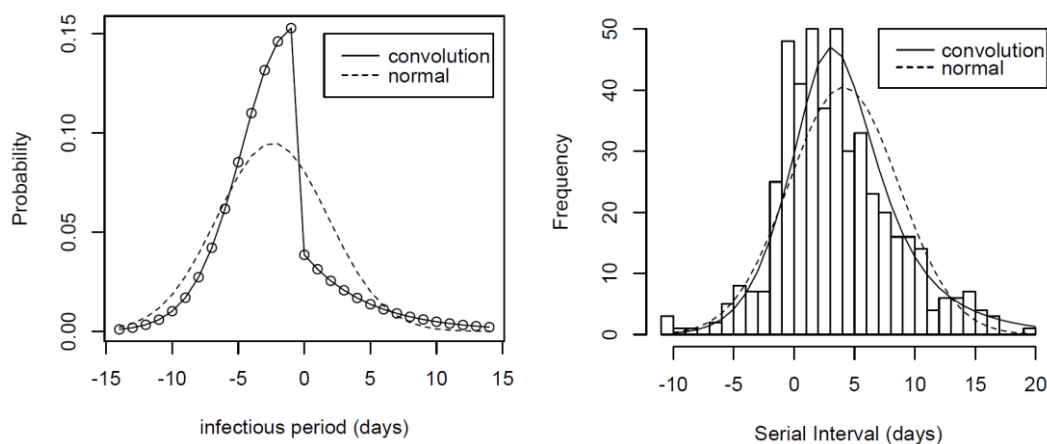 convolution
normal
Probability
0.00 0.05 0.10 0.15
-15 -10 -5 0 5 10 15
infectious period (days)
convolution
normal
Frequency
0 10 20 30 40 50
-10 -5 0 5 10 15 20
Serial Interval (days)